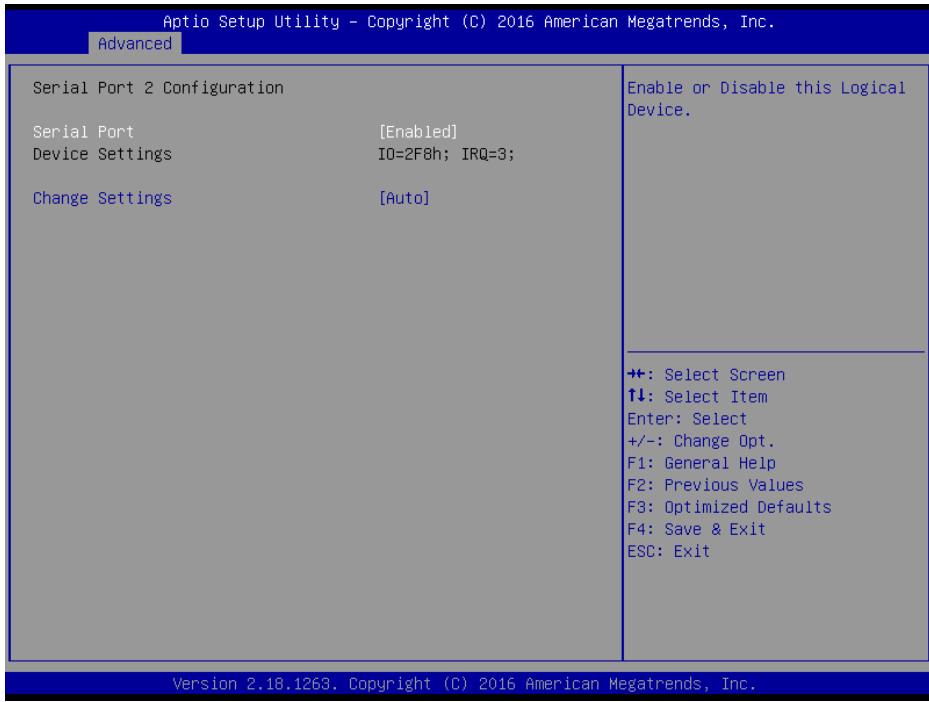 Aptio Setup Utility – Copyright (C) 2016 American Megatrends, Inc.
Advanced
Serial Port 2 Configuration
Serial Port [Enabled]
Device Settings IO=2F8h; IRQ=3;
Change Settings [Auto]
Enable or Disable this Logical
Device.
→←: Select Screen
↑↓: Select Item
Enter: Select
+/-: Change Opt.
F1: General Help
F2: Previous Values
F3: Optimized Defaults
F4: Save & Exit
ESC: Exit
Version 2.18.1263. Copyright (C) 2016 American Megatrends, Inc.